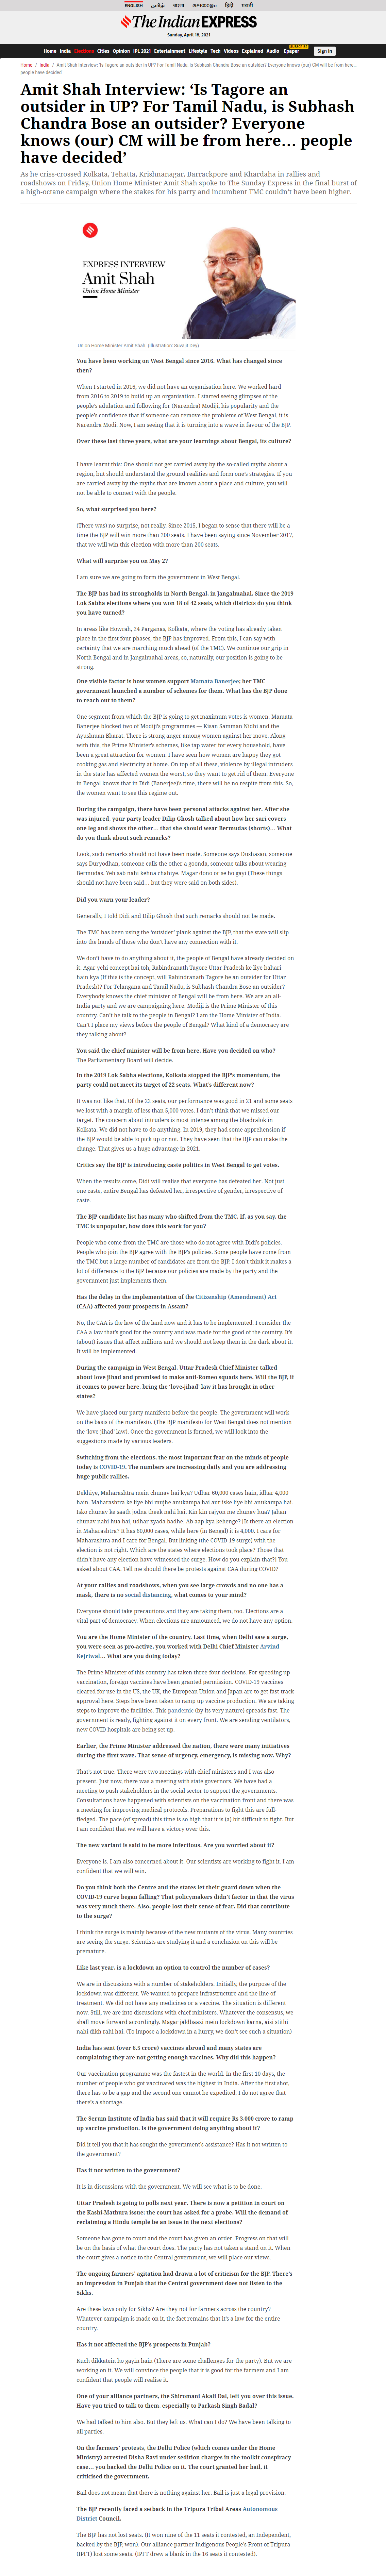 ENGLISH தமிழ் বাংলা മലയാളം हिंदी मराठी
The Indian EXPRESS
Sunday, April 18, 2021
Home India Elections Cities Opinion IPL 2021 Entertainment Lifestyle Tech Videos Explained Audio Epaper Sign in
SUBSCRIBE
Home / India / Amit Shah Interview: 'Is Tagore an outsider in UP? For Tamil Nadu, is Subhash Chandra Bose an outsider? Everyone knows (our) CM will be from here…
people have decided'
Amit Shah Interview: ‘Is Tagore an
outsider in UP? For Tamil Nadu, is Subhash
Chandra Bose an outsider? Everyone
knows (our) CM will be from here… people
have decided’
As he criss-crossed Kolkata, Tehatta, Krishnanagar, Barrackpore and Khardaha in rallies and
roadshows on Friday, Union Home Minister Amit Shah spoke to The Sunday Express in the final burst of
a high-octane campaign where the stakes for his party and incumbent TMC couldn’t have been higher.
EXPRESS INTERVIEW
Amit Shah
Union Home Minister
Union Home Minister Amit Shah. (Illustration: Suvajit Dey)
You have been working on West Bengal since 2016. What has changed since
then?
When I started in 2016, we did not have an organisation here. We worked hard
from 2016 to 2019 to build up an organisation. I started seeing glimpses of the
people’s adulation and following for (Narendra) Modiji, his popularity and the
people’s confidence that if someone can remove the problems of West Bengal, it is
Narendra Modi. Now, I am seeing that it is turning into a wave in favour of the BJP.
Over these last three years, what are your learnings about Bengal, its culture?
I have learnt this: One should not get carried away by the so-called myths about a
region, but should understand the ground realities and form one’s strategies. If you
are carried away by the myths that are known about a place and culture, you will
not be able to connect with the people.
So, what surprised you here?
(There was) no surprise, not really. Since 2015, I began to sense that there will be a
time the BJP will win more than 200 seats. I have been saying since November 2017,
that we will win this election with more than 200 seats.
What will surprise you on May 2?
I am sure we are going to form the government in West Bengal.
The BJP has had its strongholds in North Bengal, in Jangalmahal. Since the 2019
Lok Sabha elections where you won 18 of 42 seats, which districts do you think
you have turned?
In areas like Howrah, 24 Parganas, Kolkata, where the voting has already taken
place in the first four phases, the BJP has improved. From this, I can say with
certainty that we are marching much ahead (of the TMC). We continue our grip in
North Bengal and in Jangalmahal areas, so, naturally, our position is going to be
strong.
One visible factor is how women support Mamata Banerjee; her TMC
government launched a number of schemes for them. What has the BJP done
to reach out to them?
One segment from which the BJP is going to get maximum votes is women. Mamata
Banerjee blocked two of Modiji’s programmes — Kisan Samman Nidhi and the
Ayushman Bharat. There is strong anger among women against her move. Along
with this, the Prime Minister’s schemes, like tap water for every household, have
been a great attraction for women. I have seen how women are happy they got
cooking gas and electricity at home. On top of all these, violence by illegal intruders
in the state has affected women the worst, so they want to get rid of them. Everyone
in Bengal knows that in Didi (Banerjee)’s time, there will be no respite from this. So,
the women want to see this regime out.
During the campaign, there have been personal attacks against her. After she
was injured, your party leader Dilip Ghosh talked about how her sari covers
one leg and shows the other… that she should wear Bermudas (shorts)… What
do you think about such remarks?
Look, such remarks should not have been made. Someone says Dushasan, someone
says Duryodhan, someone calls the other a goonda, someone talks about wearing
Bermudas. Yeh sab nahi kehna chahiye. Magar dono or se ho gayi (These things
should not have been said… but they were said on both sides).
Did you warn your leader?
Generally, I told Didi and Dilip Ghosh that such remarks should not be made.
The TMC has been using the ‘outsider’ plank against the BJP, that the state will slip
into the hands of those who don’t have any connection with it.
We don’t have to do anything about it, the people of Bengal have already decided on
it. Agar yehi concept hai toh, Rabindranath Tagore Uttar Pradesh ke liye bahari
hain kya (If this is the concept, will Rabindranath Tagore be an outsider for Uttar
Pradesh)? For Telangana and Tamil Nadu, is Subhash Chandra Bose an outsider?
Everybody knows the chief minister of Bengal will be from here. We are an all-
India party and we are campaigning here. Modiji is the Prime Minister of this
country. Can’t he talk to the people in Bengal? I am the Home Minister of India.
Can’t I place my views before the people of Bengal? What kind of a democracy are
they talking about?
You said the chief minister will be from here. Have you decided on who?
The Parliamentary Board will decide.
In the 2019 Lok Sabha elections, Kolkata stopped the BJP’s momentum, the
party could not meet its target of 22 seats. What’s different now?
It was not like that. Of the 22 seats, our performance was good in 21 and some seats
we lost with a margin of less than 5,000 votes. I don’t think that we missed our
target. The concern about intruders is most intense among the bhadralok in
Kolkata. We did not have to do anything. In 2019, they had some apprehension if
the BJP would be able to pick up or not. They have seen that the BJP can make the
change. That gives us a huge advantage in 2021.
Critics say the BJP is introducing caste politics in West Bengal to get votes.
When the results come, Didi will realise that everyone has defeated her. Not just
one caste, entire Bengal has defeated her, irrespective of gender, irrespective of
caste.
The BJP candidate list has many who shifted from the TMC. If, as you say, the
TMC is unpopular, how does this work for you?
People who come from the TMC are those who do not agree with Didi’s policies.
People who join the BJP agree with the BJP’s policies. Some people have come from
the TMC but a large number of candidates are from the BJP. I don’t think it makes a
lot of difference to the BJP because our policies are made by the party and the
government just implements them.
Has the delay in the implementation of the Citizenship (Amendment) Act
(CAA) affected your prospects in Assam?
No, the CAA is the law of the land now and it has to be implemented. I consider the
CAA a law that’s good for the country and was made for the good of the country. It’s
(about) issues that affect millions and we should not keep them in the dark about it.
It will be implemented.
During the campaign in West Bengal, Uttar Pradesh Chief Minister talked
about love jihad and promised to make anti-Romeo squads here. Will the BJP, if
it comes to power here, bring the ‘love-jihad’ law it has brought in other
states?
We have placed our party manifesto before the people. The government will work
on the basis of manifesto. (The BJP manifesto for West Bengal does not mention
the ‘love-jihad’ law). Once the government is formed, we will look into the
suggestions made by various leaders.
Switching from the elections, the most important fear on the minds of people
today is COVID-19. The numbers are increasing daily and you are addressing
huge public rallies.
Dekhiye, Maharashtra mein chunav hai kya? Udhar 60,000 cases hain, idhar 4,000
hain. Maharashtra ke liye bhi mujhe anukampa hai aur iske liye bhi anukampa hai.
Isko chunav ke saath jodna theek nahi hai. Kin kin rajyon me chunav hua? Jahan
chunav nahi hua hai, udhar zyada badhe. Ab aap kya kehenge? [Is there an election
in Maharashtra? It has 60,000 cases, while here (in Bengal) it is 4,000. I care for
Maharashtra and I care for Bengal. But linking (the COVID-19 surge) with the
election is not right. Which are the states where elections took place? Those that
didn’t have any election have witnessed the surge. How do you explain that?] You
asked about CAA. Tell me should there be protests against CAA during COVID?
At your rallies and roadshows, when you see large crowds and no one has a
mask, there is no social distancing, what comes to your mind?
Everyone should take precautions and they are taking them, too. Elections are a
vital part of democracy. When elections are announced, we do not have any option.
You are the Home Minister of the country. Last time, when Delhi saw a surge,
you were seen as pro-active, you worked with Delhi Chief Minister Arvind
Kejriwal… What are you doing today?
The Prime Minister of this country has taken three-four decisions. For speeding up
vaccination, foreign vaccines have been granted permission. COVID-19 vaccines
cleared for use in the US, the UK, the European Union and Japan are to get fast-track
approval here. Steps have been taken to ramp up vaccine production. We are taking
steps to improve the facilities. This pandemic (by its very nature) spreads fast. The
government is ready, fighting against it on every front. We are sending ventilators,
new COVID hospitals are being set up.
Earlier, the Prime Minister addressed the nation, there were many initiatives
during the first wave. That sense of urgency, emergency, is missing now. Why?
That’s not true. There were two meetings with chief ministers and I was also
present. Just now, there was a meeting with state governors. We have had a
meeting to push stakeholders in the social sector to support the governments.
Consultations have happened with scientists on the vaccination front and there was
a meeting for improving medical protocols. Preparations to fight this are full-
fledged. The pace (of spread) this time is so high that it is (a) bit difficult to fight. But
I am confident that we will have a victory over this.
The new variant is said to be more infectious. Are you worried about it?
Everyone is. I am also concerned about it. Our scientists are working to fight it. I am
confident that we will win.
Do you think both the Centre and the states let their guard down when the
COVID-19 curve began falling? That policymakers didn’t factor in that the virus
was very much there. Also, people lost their sense of fear. Did that contribute
to the surge?
I think the surge is mainly because of the new mutants of the virus. Many countries
are seeing the surge. Scientists are studying it and a conclusion on this will be
premature.
Like last year, is a lockdown an option to control the number of cases?
We are in discussions with a number of stakeholders. Initially, the purpose of the
lockdown was different. We wanted to prepare infrastructure and the line of
treatment. We did not have any medicines or a vaccine. The situation is different
now. Still, we are into discussions with chief ministers. Whatever the consensus, we
shall move forward accordingly. Magar jaldbaazi mein lockdown karna, aisi stithi
nahi dikh rahi hai. (To impose a lockdown in a hurry, we don’t see such a situation)
India has sent (over 6.5 crore) vaccines abroad and many states are
complaining they are not getting enough vaccines. Why did this happen?
Our vaccination programme was the fastest in the world. In the first 10 days, the
number of people who got vaccinated was the highest in India. After the first shot,
there has to be a gap and the second one cannot be expedited. I do not agree that
there’s a shortage.
The Serum Institute of India has said that it will require Rs 3,000 crore to ramp
up vaccine production. Is the government doing anything about it?
Did it tell you that it has sought the government’s assistance? Has it not written to
the government?
Has it not written to the government?
It is in discussions with the government. We will see what is to be done.
Uttar Pradesh is going to polls next year. There is now a petition in court on
the Kashi-Mathura issue; the court has asked for a probe. Will the demand of
reclaiming a Hindu temple be an issue in the next elections?
Someone has gone to court and the court has given an order. Progress on that will
be on the basis of what the court does. The party has not taken a stand on it. When
the court gives a notice to the Central government, we will place our views.
The ongoing farmers’ agitation had drawn a lot of criticism for the BJP. There’s
an impression in Punjab that the Central government does not listen to the
Sikhs.
Are these laws only for Sikhs? Are they not for farmers across the country?
Whatever campaign is made on it, the fact remains that it’s a law for the entire
country.
Has it not affected the BJP’s prospects in Punjab?
Kuch dikkatein ho gayin hain (There are some challenges for the party). But we are
working on it. We will convince the people that it is good for the farmers and I am
confident that people will realise it.
One of your alliance partners, the Shiromani Akali Dal, left you over this issue.
Have you tried to talk to them, especially to Parkash Singh Badal?
We had talked to him also. But they left us. What can I do? We have been talking to
all parties.
On the farmers’ protests, the Delhi Police (which comes under the Home
Ministry) arrested Disha Ravi under sedition charges in the toolkit conspiracy
case… you backed the Delhi Police on it. The court granted her bail, it
criticised the government.
Bail does not mean that there is nothing against her. Bail is just a legal provision.
The BJP recently faced a setback in the Tripura Tribal Areas Autonomous
District Council.
The BJP has not lost seats. (It won nine of the 11 seats it contested, an Independent,
backed by the BJP, won). Our alliance partner Indigenous People’s Front of Tripura
(IPFT) lost some seats. (IPFT drew a blank in the 16 seats it contested).